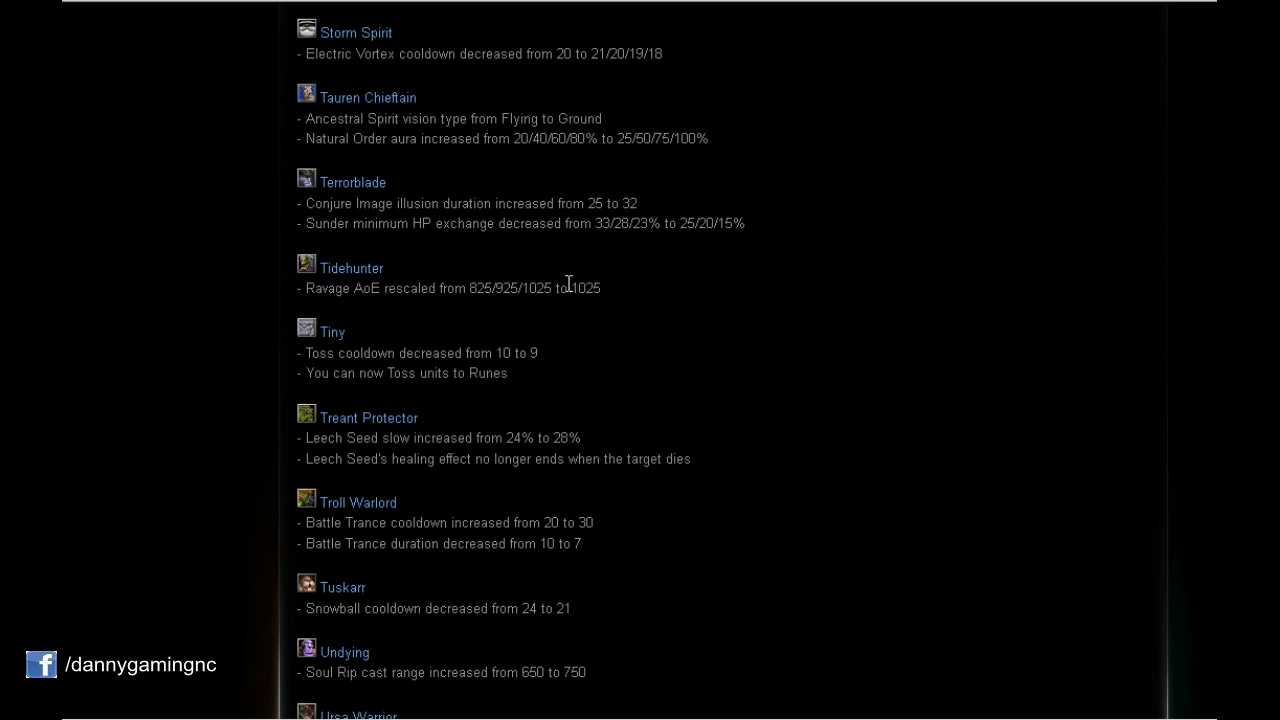 Storm Spirit
- Electric Vortex cooldown decreased from 20 to 21/20/19/18
Tauren Chieftain
- Ancestral Spirit vision type from Flying to Ground
- Natural Order aura increased from 20/40/60/80% to 25/50/75/100%
Terrorblade
- Conjure Image illusion duration increased from 25 to 32
- Sunder minimum HP exchange decreased from 33/28/23% to 25/20/15%
Tidehunter
- Ravage AoE rescaled from 825/925/1025 to 1025
Tiny
- Toss cooldown decreased from 10 to 9
- You can now Toss units to Runes
Treant Protector
- Leech Seed slow increased from 24% to 28%
- Leech Seed's healing effect no longer ends when the target dies
Troll Warlord
- Battle Trance cooldown increased from 20 to 30
- Battle Trance duration decreased from 10 to 7
Tuskarr
- Snowball cooldown decreased from 24 to 21
Undying
- Soul Rip cast range increased from 650 to 750
Ursa Warrior
f /dannygamingnc